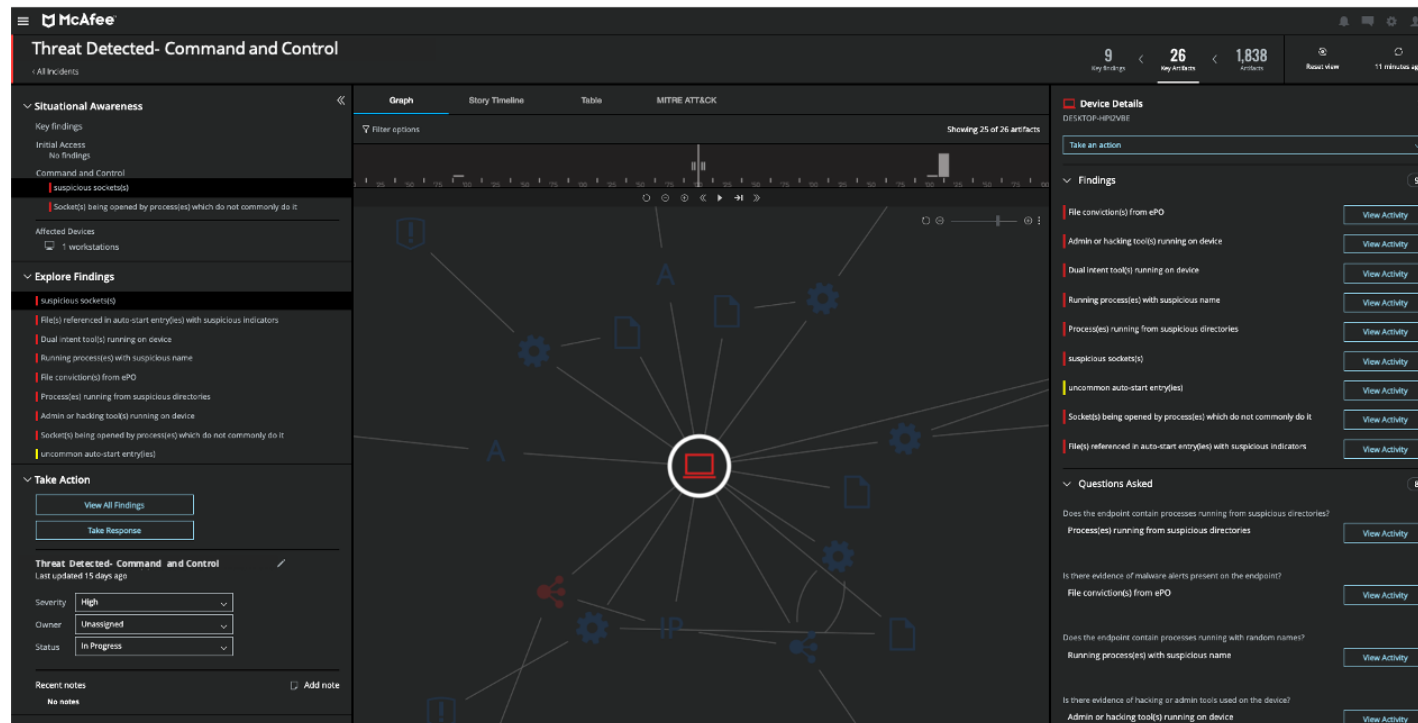 McAfee
Threat Detected- Command and Control
< All Incidents
9
Key findings
26
Key Artifacts
1,838
Artifacts
Reset view
11 minutes ag
Situational Awareness
Key findings
Initial Access
No findings
Command and Control
suspicious sockets(s)
Socket(s) being opened by process(es) which do not commonly do it
Affected Devices
1 workstations
Explore Findings
suspicious sockets(s)
File(s) referenced in auto-start entry(ies) with suspicious indicators
Dual intent tool(s) running on device
Running process(es) with suspicious name
File conviction(s) from ePO
Process(es) running from suspicious directories
Admin or hacking tool(s) running on device
Socket(s) being opened by process(es) which do not commonly do it
uncommon auto-start entry(ies)
Take Action
View All Findings
Take Response
Threat Detected- Command and Control
Last updated 15 days ago
Severity High
Owner Unassigned
Status In Progress
Recent notes
Add note
No notes
Graph
Story Timeline
Table
MITRE ATT&CK
Filter options
Showing 25 of 26 artifacts
A
A
IP
Device Details
DESKTOP-HPI2VBE
Take an action
Findings
9
File conviction(s) from ePO
View Activity
Admin or hacking tool(s) running on device
View Activity
Dual intent tool(s) running on device
View Activity
Running process(es) with suspicious name
View Activity
Process(es) running from suspicious directories
View Activity
suspicious sockets(s)
View Activity
uncommon auto-start entry(ies)
View Activity
Socket(s) being opened by process(es) which do not commonly do it
View Activity
File(s) referenced in auto-start entry(ies) with suspicious indicators
View Activity
Questions Asked
8
Does the endpoint contain processes running from suspicious directories?
Process(es) running from suspicious directories
View Activity
Is there evidence of malware alerts present on the endpoint?
File conviction(s) from ePO
View Activity
Does the endpoint contain processes running with random names?
Running process(es) with suspicious name
View Activity
Is there evidence of hacking or admin tools used on the device?
Admin or hacking tool(s) running on device
View Activity